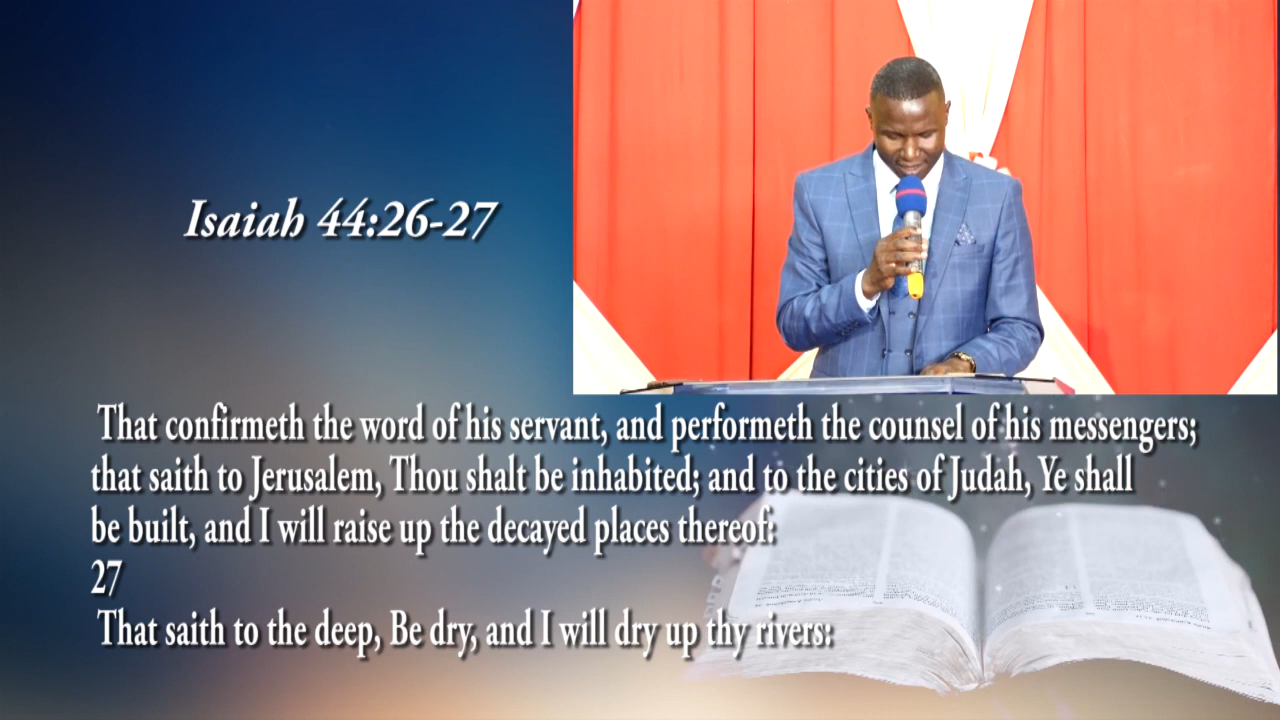 Isaiah 44:26-27
That confirmeth the word of his servant, and performeth the counsel of his messengers;
that saith to Jerusalem, Thou shalt be inhabited; and to the cities of Judah, Ye shall
be built, and I will raise up the decayed places thereof:
27
That saith to the deep, Be dry, and I will dry up thy rivers: